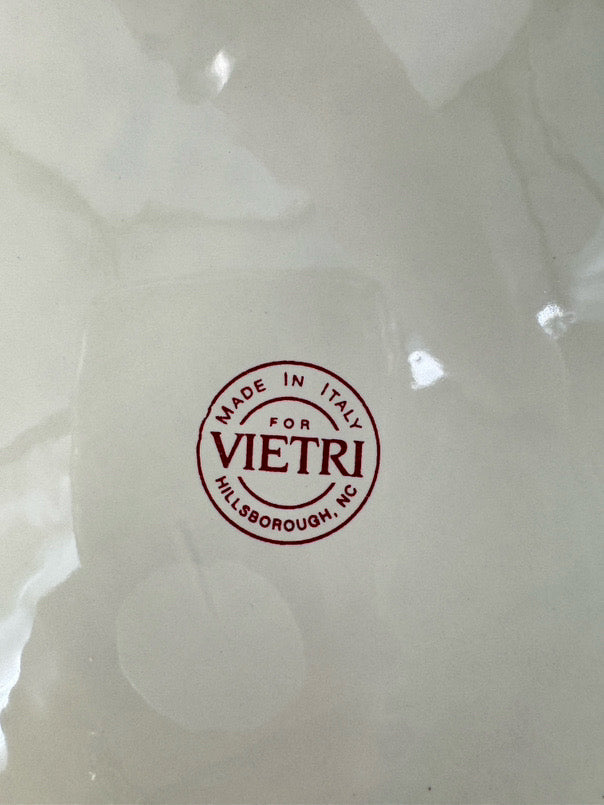 MADE IN ITALY
FOR
VIETRI
HILLSBOROUGH, NC